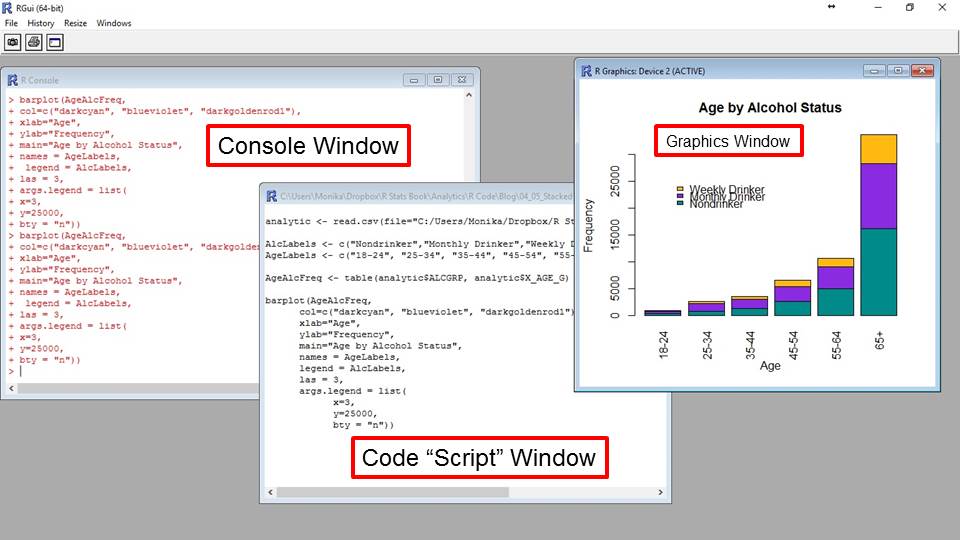 RGui (64-bit)
File History Resize Windows
R Console
> barplot(AgeAlcFreq,
+ col=c("darkcyan", "blueviolet", "darkgoldenrod1"),
+ xlab="Age",
+ ylab="Frequency",
+ main="Age by Alcohol Status",
+ names = AgeLabels,
+  legend = AlcLabels,
+ las = 3,
+ args.legend = list(
+ x=3,
+ y=25000,
+ bty = "n"))
> barplot(AgeAlcFreq,
+ col=c("darkcyan", "blueviolet", "darkgolden
+ xlab="Age",
+ ylab="Frequency",
+ main="Age by Alcohol Status",
+ names = AgeLabels,
+  legend = AlcLabels,
+ las = 3,
+ args.legend = list(
+ x=3,
+ y=25000,
+ bty = "n"))
>
Console Window
C:\Users\Monika\Dropbox\R Stats Book\Analytics\R Code\Blog\04_05_Stacked
analytic <- read.csv(file="C:/Users/Monika/Dropbox/R St
AlcLabels <- c("Nondrinker","Monthly Drinker","Weekly D
AgeLabels <- c("18-24", "25-34", "35-44", "45-54", "55-
AgeAlcFreq <- table(analytic$ALCGRP, analytic$X_AGE_G)
barplot(AgeAlcFreq,
col=c("darkcyan", "blueviolet", "darkgoldenrod1")
xlab="Age",
ylab="Frequency",
main="Age by Alcohol Status",
names = AgeLabels,
legend = AlcLabels,
las = 3,
args.legend = list(
x=3,
y=25000,
bty = "n"))
Code “Script” Window
R Graphics: Device 2 (ACTIVE)
Age by Alcohol Status
Graphics Window
Weekly Drinker
Monthly Drinker
Nondrinker
Frequency
25000
15000
5000
0
18-24
25-34
35-44
45-54
55-64
65+
Age